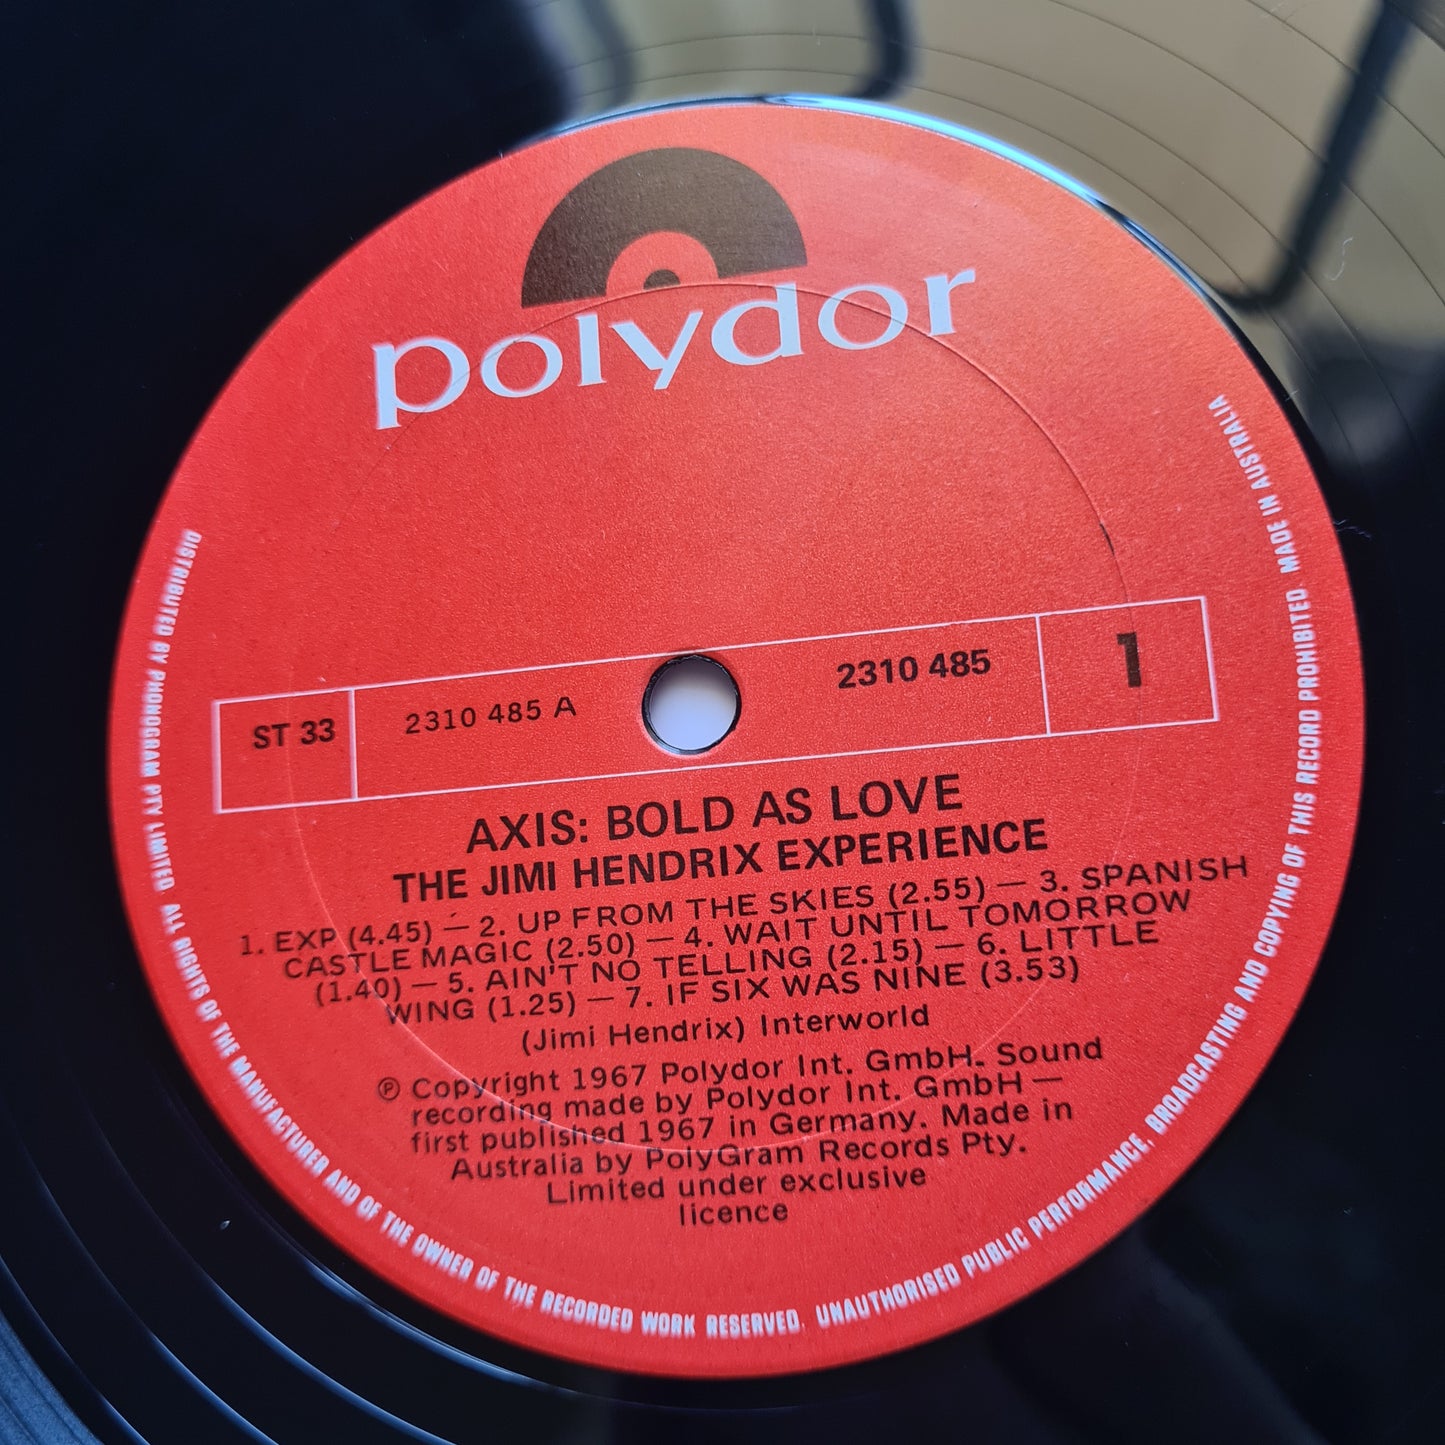 polydor
ST 33
2310 485 A
2310 485
1
AXIS: BOLD AS LOVE
THE JIMI HENDRIX EXPERIENCE
1. EXP (4.45) — 2. UP FROM THE SKIES (2.55) — 3. SPANISH
CASTLE MAGIC (2.50) — 4. WAIT UNTIL TOMORROW
(1.40) — 5. AIN'T NO TELLING (2.15) — 6. LITTLE
WING (1.25) — 7. IF SIX WAS NINE (3.53)
(Jimi Hendrix) Interworld
℗ Copyright 1967 Polydor Int. GmbH. Sound
recording made by Polydor Int. GmbH —
first published 1967 in Germany. Made in
Australia by PolyGram Records Pty.
Limited under exclusive
licence
DISTRIBUTED BY PHONOGRAM PTY LIMITED. ALL RIGHTS OF THE MANUFACTURER AND OF THE OWNER OF THE RECORDED WORK RESERVED. UNAUTHORISED PUBLIC PERFORMANCE, BROADCASTING AND COPYING OF THIS RECORD PROHIBITED. MADE IN AUSTRALIA